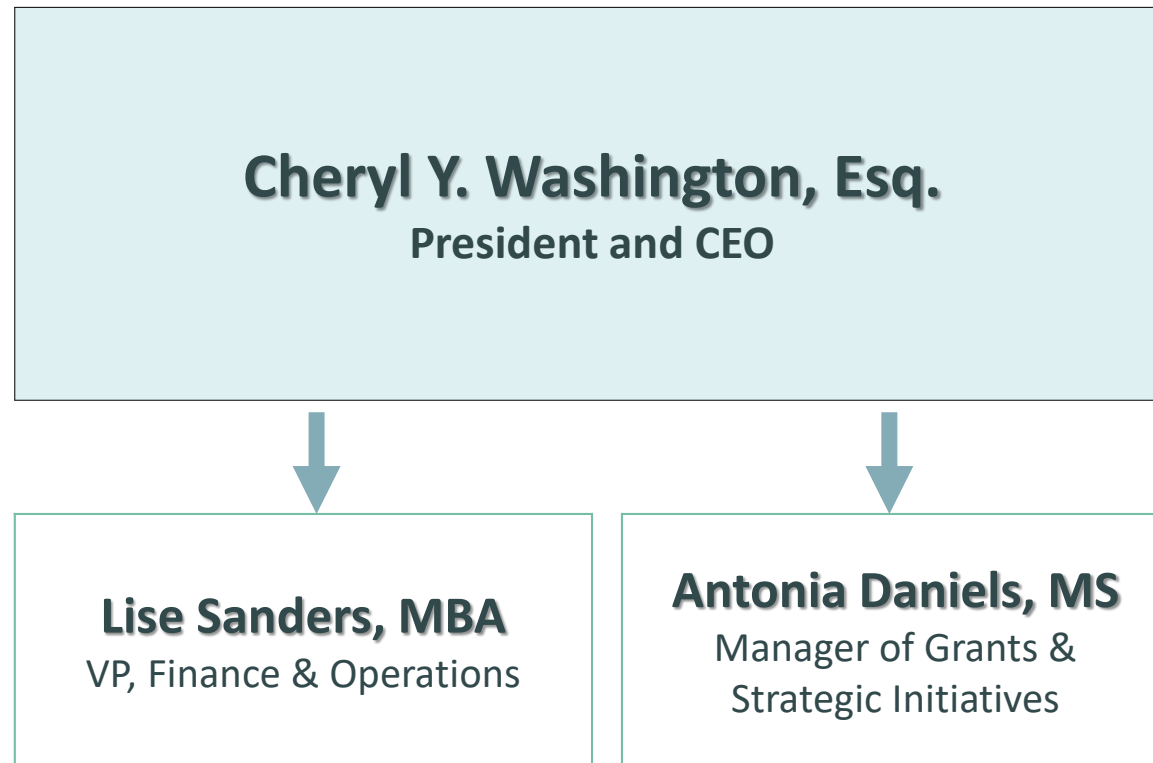 Cheryl Y. Washington, Esq.
President and CEO
Lise Sanders, MBA
VP, Finance & Operations
Antonia Daniels, MS
Manager of Grants &
Strategic Initiatives